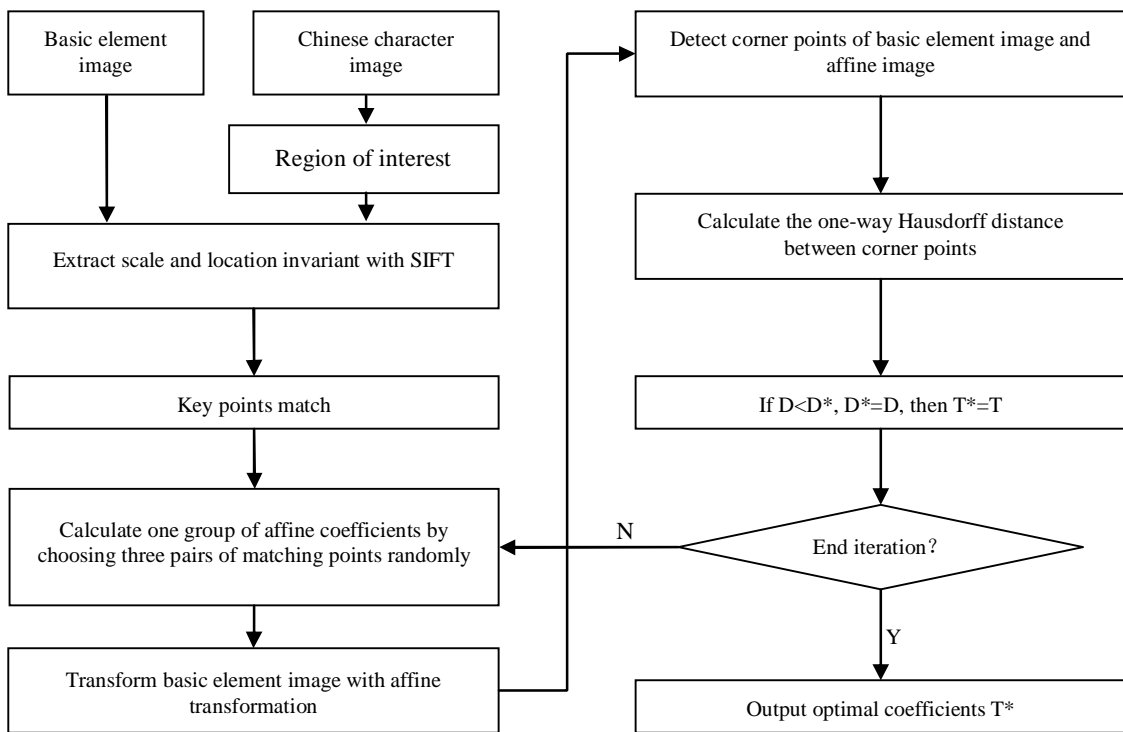 Basic element
image
Chinese character
image
Region of interest
Extract scale and location invariant with SIFT
Key points match
Calculate one group of affine coefficients by
choosing three pairs of matching points randomly
Transform basic element image with affine
transformation
Detect corner points of basic element image and
affine image
Calculate the one-way Hausdorff distance
between corner points
If D<D*, D*=D, then T*=T
End iteration？
N
Y
Output optimal coefficients T*